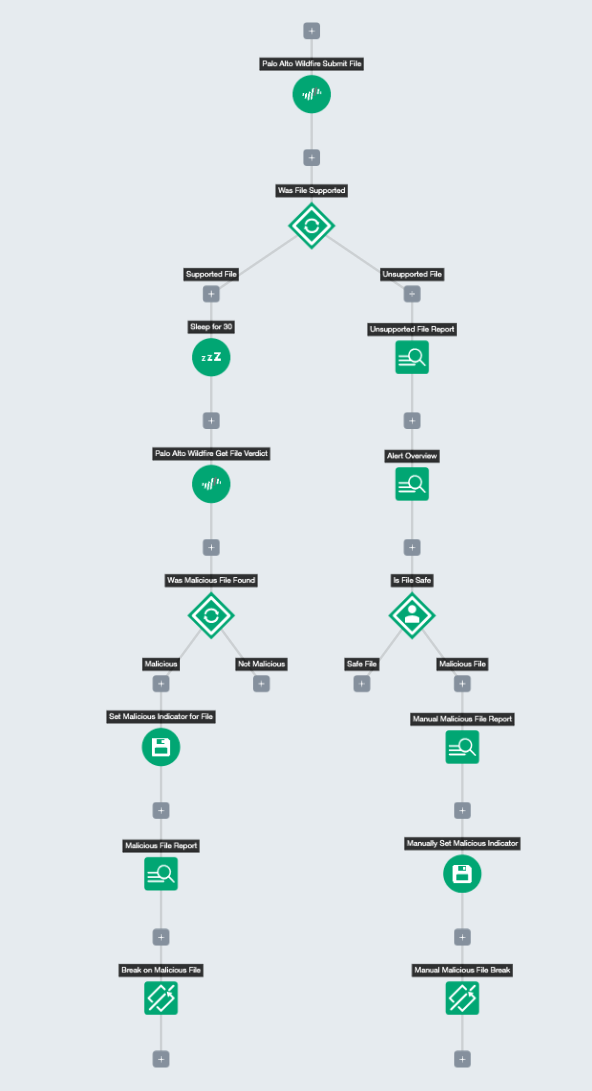 Palo Alto Wildfire Submit File
Was File Supported
Supported File
Unsupported File
Sleep for 30
Unsupported File Report
zzZ
Palo Alto Wildfire Get File Verdict
Alert Overview
Was Malicious File Found
Is File Safe
Malicious
Not Malicious
Safe File
Malicious File
Set Malicious Indicator for File
Manual Malicious File Report
Malicious File Report
Manually Set Malicious Indicator
Break on Malicious File
Manual Malicious File Break